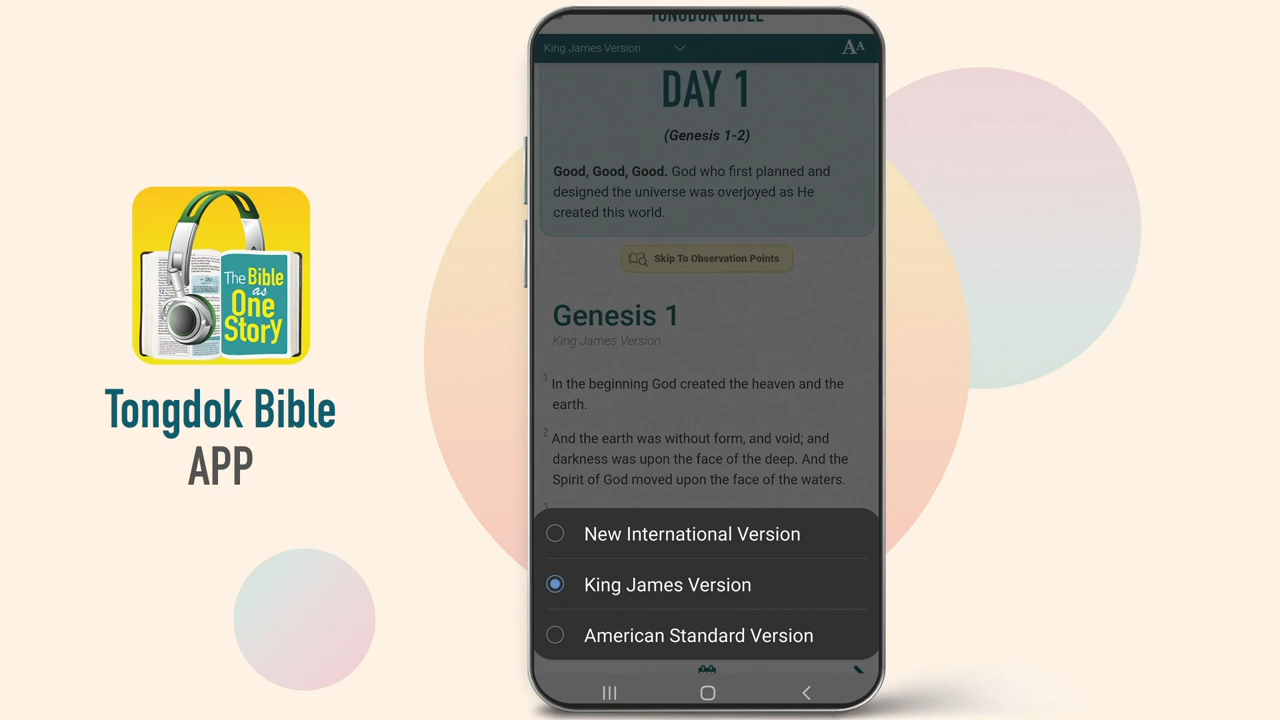 The Bible
as
One
Story
Tongdok Bible
APP
TONGDOK BIBLE
King James Version
AA
DAY 1
(Genesis 1-2)
Good, Good, Good. God who first planned and
designed the universe was overjoyed as He
created this world.
Skip To Observation Points
Genesis 1
King James Version
1 In the beginning God created the heaven and the
earth.
2 And the earth was without form, and void; and
darkness was upon the face of the deep. And the
Spirit of God moved upon the face of the waters.
New International Version
King James Version
American Standard Version